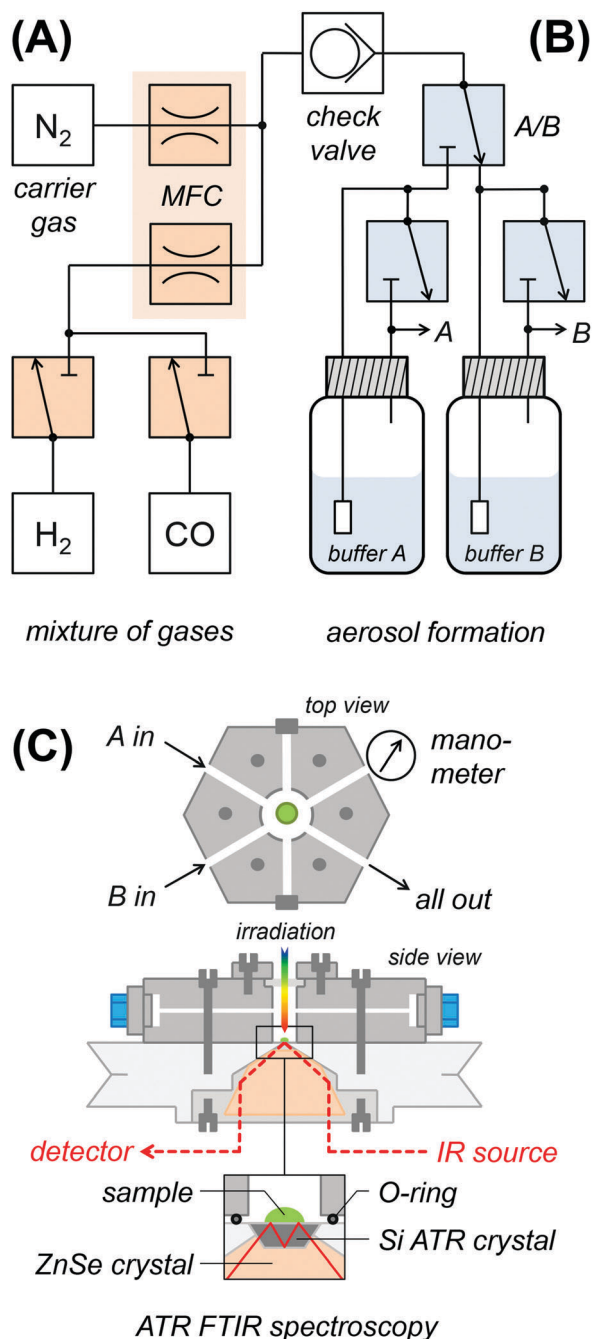 (A)
(B)
N2
carrier
gas
MFC
check
valve
A/B
A
B
H2
CO
buffer A
buffer B
mixture of gases
aerosol formation
(C)
top view
A in
mano-
meter
B in
all out
irradiation
side view
detector
IR source
sample
O-ring
Si ATR crystal
ZnSe crystal
ATR FTIR spectroscopy